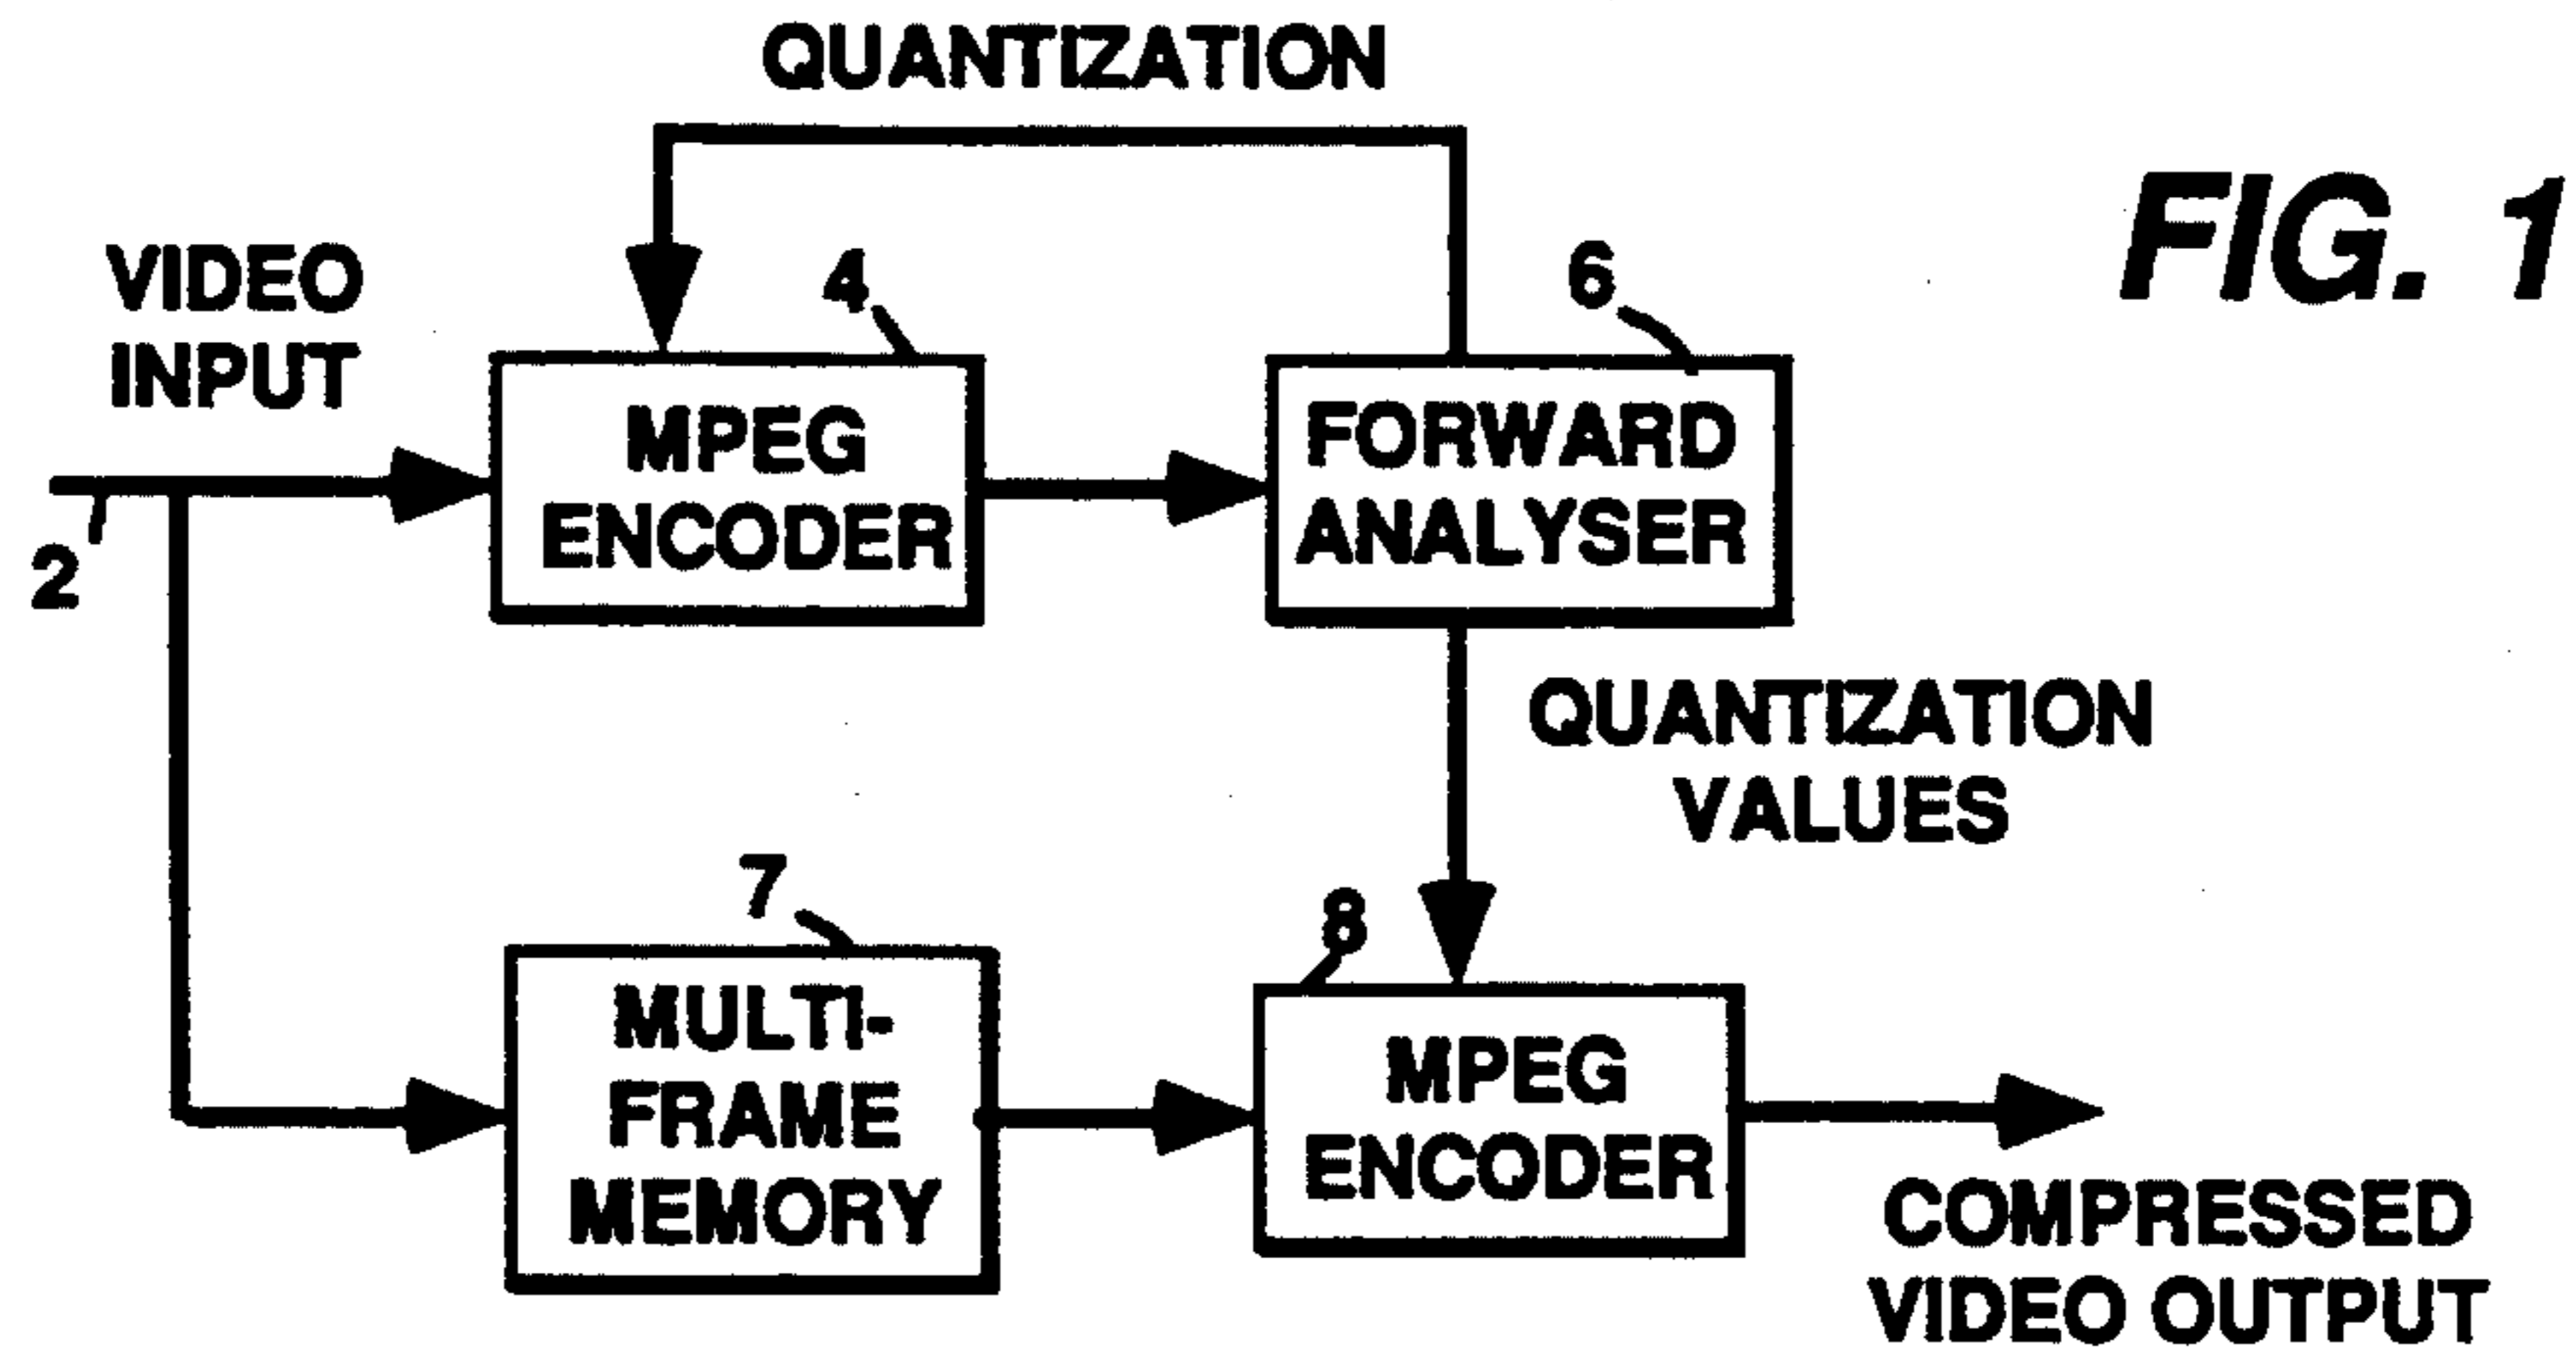 QUANTIZATION
FIG. 1
VIDEO
INPUT
4
6
MPEG
ENCODER
FORWARD
ANALYSER
2
QUANTIZATION
VALUES
7
8
MULTI-
FRAME
MEMORY
MPEG
ENCODER
COMPRESSED
VIDEO OUTPUT